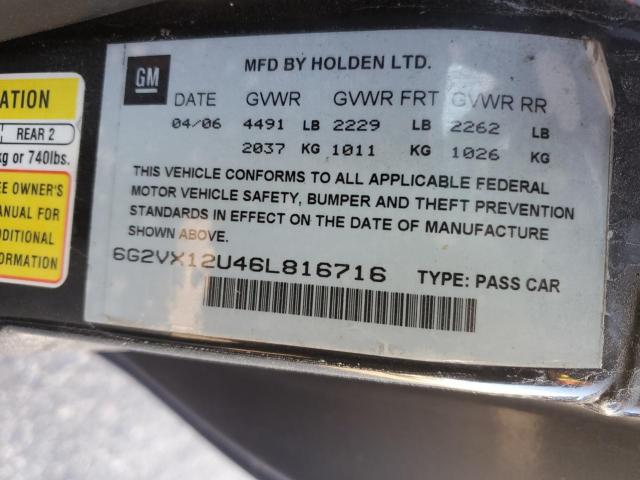 ATION
REAR 2
kg or 740lbs.
EE OWNER'S
ANUAL FOR
DDITIONAL
FORMATION
GM
MFD BY HOLDEN LTD.
DATE GVWR GVWR FRT GVWR RR
04/06 4491 LB 2229 LB 2262 LB
2037 KG 1011 KG 1026 KG
THIS VEHICLE CONFORMS TO ALL APPLICABLE FEDERAL
MOTOR VEHICLE SAFETY, BUMPER AND THEFT PREVENTION
STANDARDS IN EFFECT ON THE DATE OF MANUFACTURE
SHOWN ABOVE.
6G2VX12U46L816716 TYPE: PASS CAR